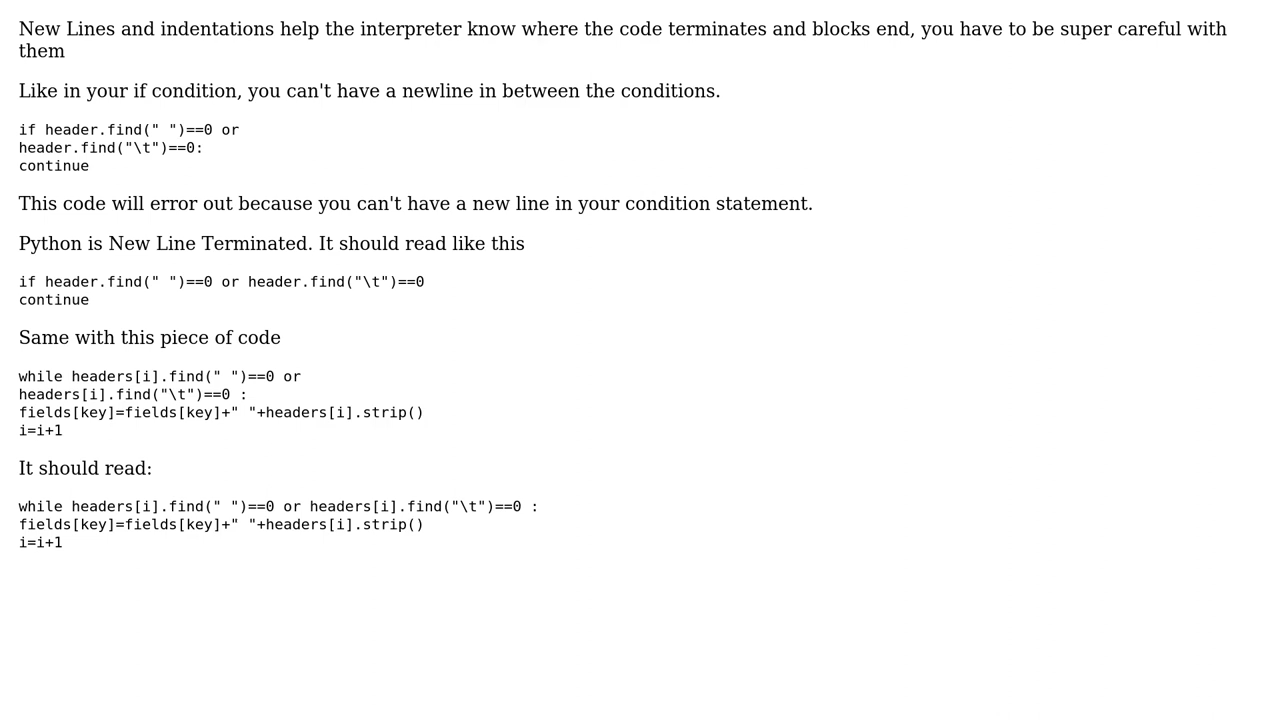 New Lines and indentations help the interpreter know where the code terminates and blocks end, you have to be super careful with
them
Like in your if condition, you can't have a newline in between the conditions.
if header.find(" ")==0 or
header.find("\t")==0:
continue
This code will error out because you can't have a new line in your condition statement.
Python is New Line Terminated. It should read like this
if header.find(" ")==0 or header.find("\t")==0
continue
Same with this piece of code
while headers[i].find(" ")==0 or
headers[i].find("\t")==0 :
fields[key]=fields[key]+" "+headers[i].strip()
i=i+1
It should read:
while headers[i].find(" ")==0 or headers[i].find("\t")==0 :
fields[key]=fields[key]+" "+headers[i].strip()
i=i+1